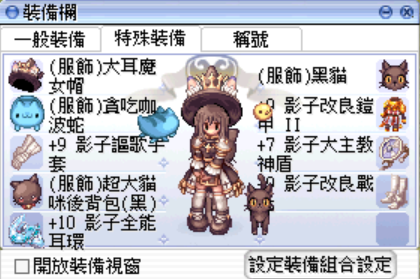 裝備欄
一般裝備
特殊裝備
稱號
(服飾)大耳魔
女帽
(服飾)貪吃咖
波蛇
+9 影子謳歌手
套
(服飾)超大貓
咪後背包(黑)
+10 影子全能
耳環
(服飾)黑貓
9 影子改良鎧
甲 II
+7 影子大主教
神盾
影子改良戰
開放裝備視窗
設定裝備組合設定